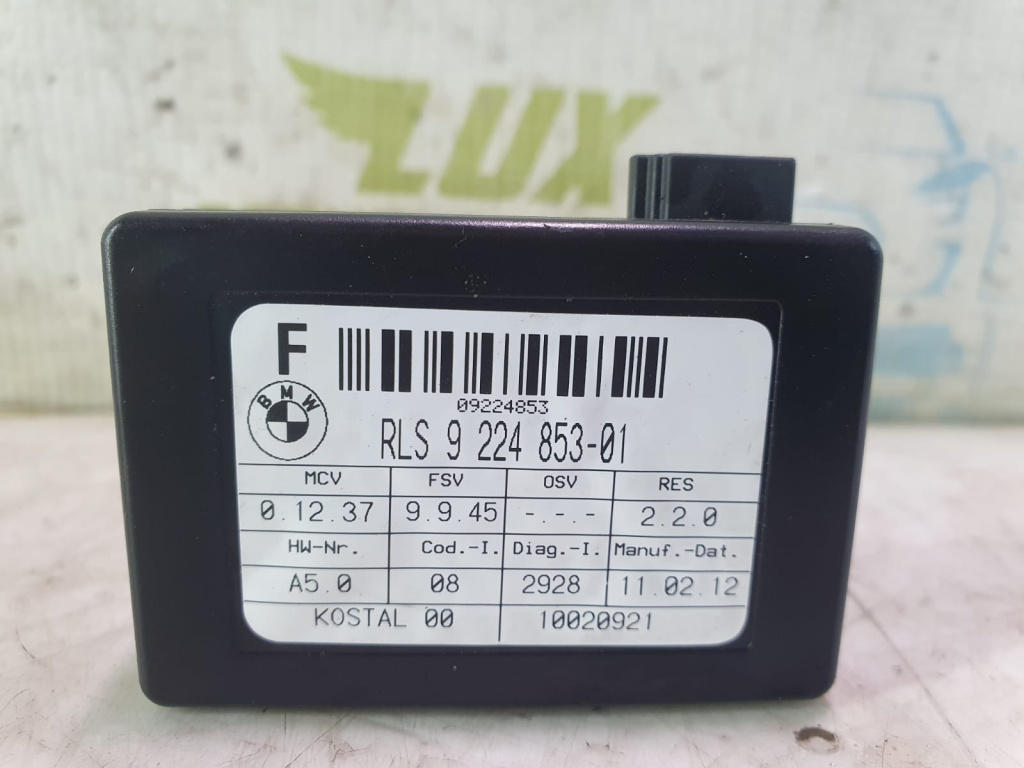 LUX
F
BMW
09224853
RLS 9 224 853-01
MCV FSV OSV RES
0.12.37 9.9.45 -.-.- 2.2.0
HW-Nr. Cod.-I. Diag.-I. Manuf.-Dat.
A5.0 08 2928 11.02.12
KOSTAL 00 10020921